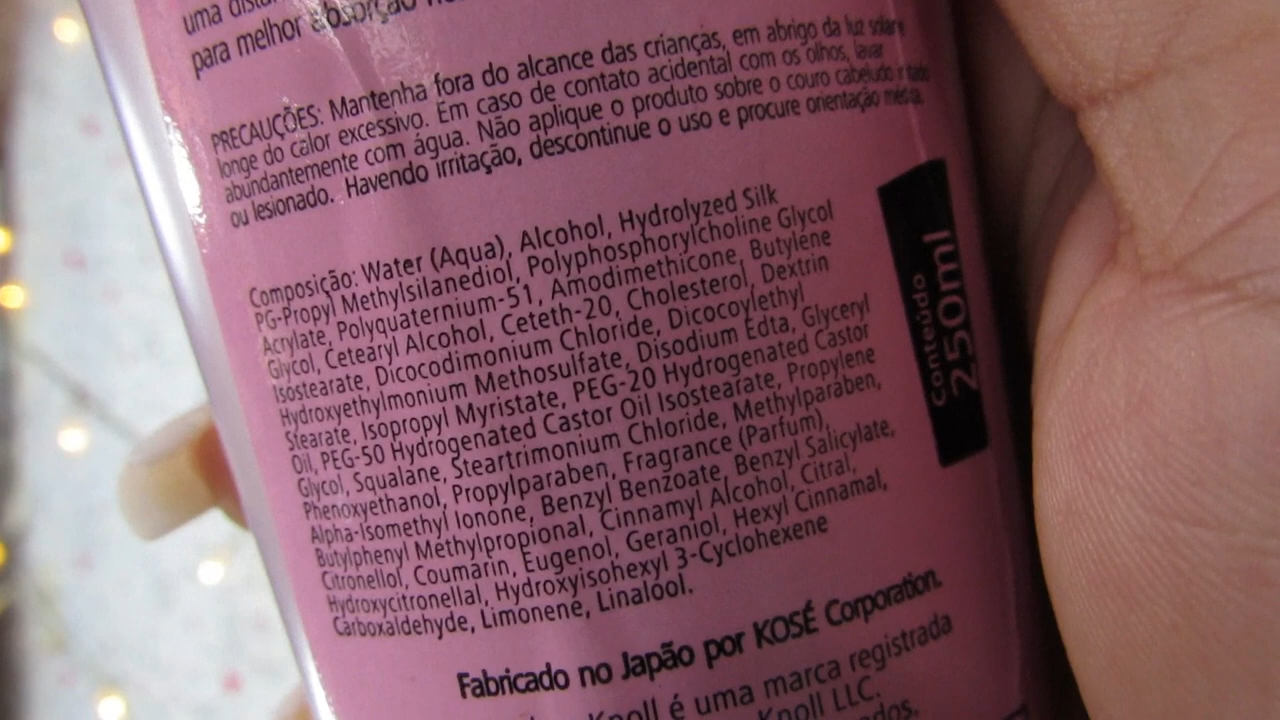 uma
para melhor absorção
PRECAUÇÕES: Mantenha fora do alcance das crianças, em abrigo da luz solar e
longe do calor excessivo. Em caso de contato acidental com os olhos, lavar
abundantemente com água. Não aplique o produto sobre o couro cabeludo irritado
ou lesionado. Havendo irritação, descontinue o uso e procure orientação médica.
Composição: Water (Aqua), Alcohol, Hydrolyzed Silk
PG-Propyl Methylsilanediol, Polyphosphorylcholine Glycol
Acrylate, Polyquaternium-51, Amodimethicone, Butylene
Glycol, Cetearyl Alcohol, Ceteth-20, Cholesterol, Dextrin
Isostearate, Dicocodimonium Chloride, Dicocoylethyl
Hydroxyethylmonium Methosulfate, Disodium Edta, Glyceryl
Stearate, Isopropyl Myristate, PEG-20 Hydrogenated Castor
Oil, PEG-50 Hydrogenated Castor Oil Isostearate, Propylene
Glycol, Squalane, Steartrimonium Chloride, Methylparaben,
Phenoxyethanol, Propylparaben, Fragrance (Parfum),
Alpha-Isomethyl Ionone, Benzyl Benzoate, Benzyl Salicylate,
Butylphenyl Methylpropional, Cinnamyl Alcohol, Citral,
Citronellol, Coumarin, Eugenol, Geraniol, Hexyl Cinnamal,
Hydroxycitronellal, Hydroxyisohexyl 3-Cyclohexene
Carboxaldehyde, Limonene, Linalool.
Conteúdo
250ml
Fabricado no Japão por KOSÉ Corporation.
Knoll é uma marca registrada
Knoll LLC.